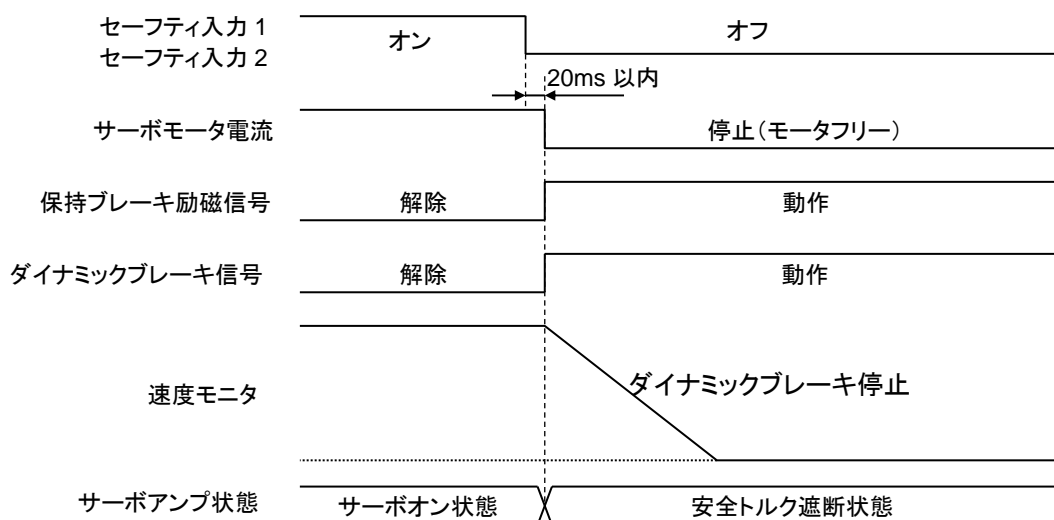 セーフティ入力 1
セーフティ入力 2
オン
オフ
20ms 以内
サーボモータ電流
停止（モータフリー）
保持ブレーキ励磁信号
解除
動作
ダイナミックブレーキ信号
解除
動作
速度モニタ
ダイナミックブレーキ停止
サーボアンプ状態
サーボオン状態
安全トルク遮断状態